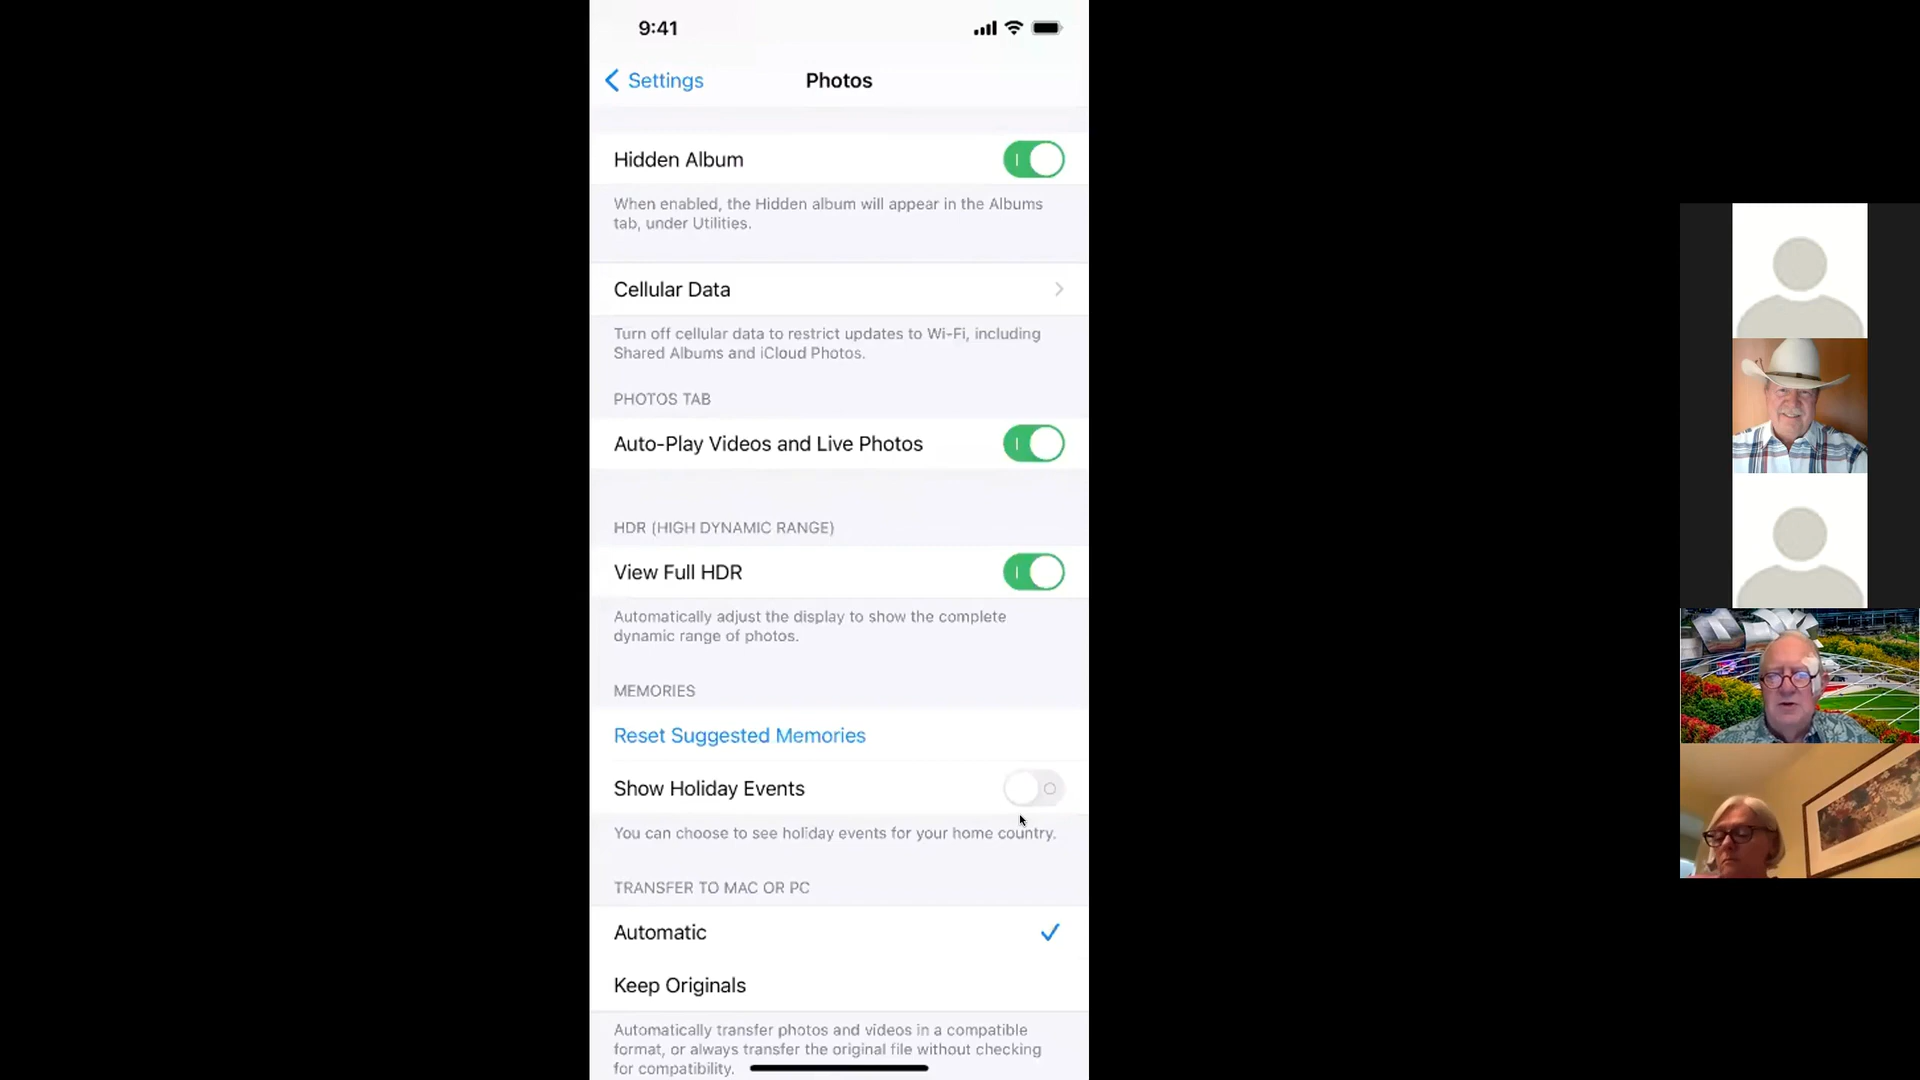 9:41
Settings
Photos
Hidden Album
When enabled, the Hidden album will appear in the Albums
tab, under Utilities.
Cellular Data
Turn off cellular data to restrict updates to Wi-Fi, including
Shared Albums and iCloud Photos.
PHOTOS TAB
Auto-Play Videos and Live Photos
HDR (HIGH DYNAMIC RANGE)
View Full HDR
Automatically adjust the display to show the complete
dynamic range of photos.
MEMORIES
Reset Suggested Memories
Show Holiday Events
You can choose to see holiday events for your home country.
TRANSFER TO MAC OR PC
Automatic
Keep Originals
Automatically transfer photos and videos in a compatible
format, or always transfer the original file without checking
for compatibility.